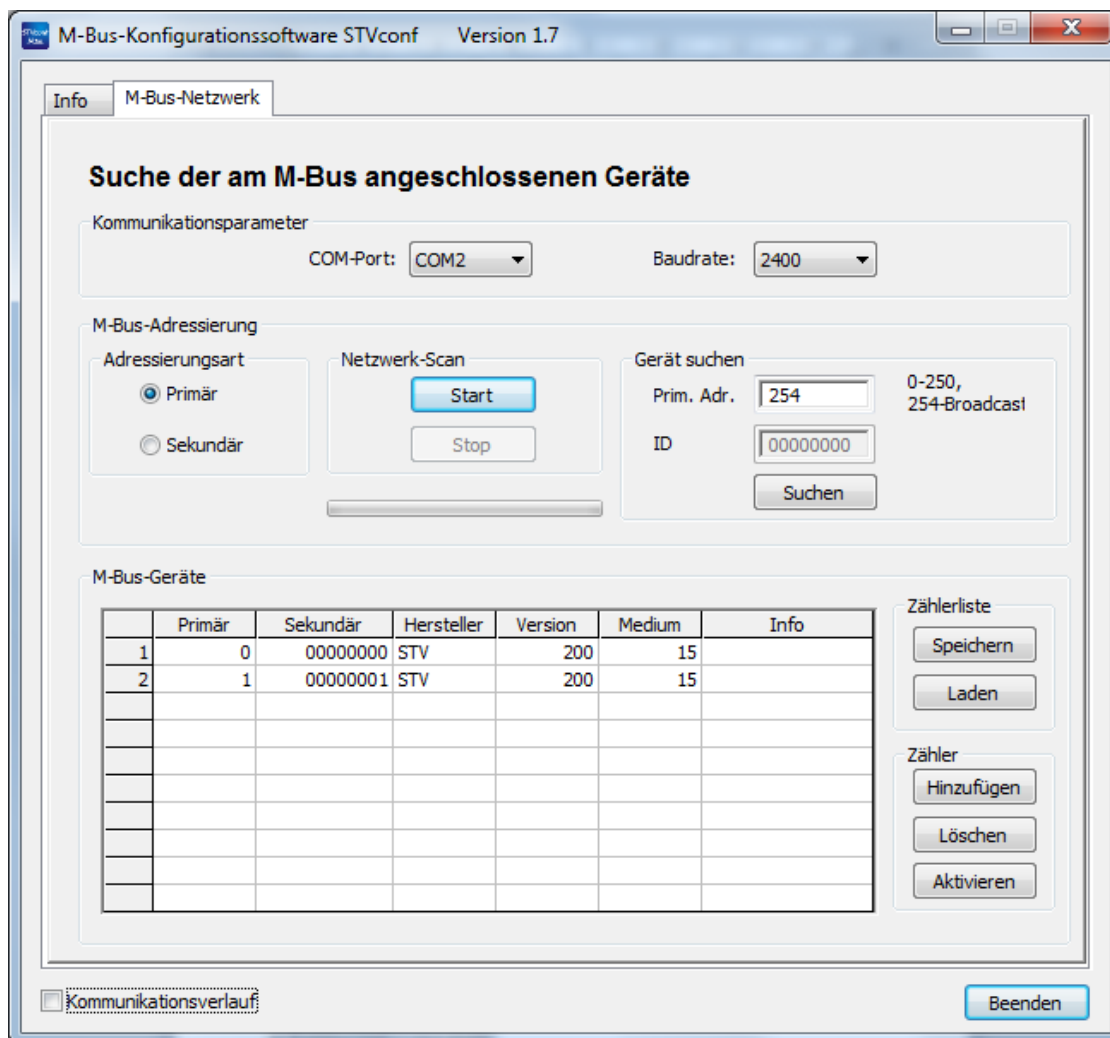 M-Bus-Konfigurationssoftware STVconf Version 1.7
Info M-Bus-Netzwerk
Suche der am M-Bus angeschlossenen Geräte
Kommunikationsparameter
COM-Port: COM2 Baudrate: 2400
M-Bus-Adressierung
Adressierungsart
Primär
Sekundär
Netzwerk-Scan
Start
Stop
Gerät suchen
Prim. Adr. 254
0-250,
254-Broadcast
ID 00000000
Suchen
M-Bus-Geräte
Primär Sekundär Hersteller Version Medium Info
1 0 00000000 STV 200 15
2 1 00000001 STV 200 15
Zählerliste
Speichern
Laden
Zähler
Hinzufügen
Löschen
Aktivieren
Kommunikationsverlauf
Beenden